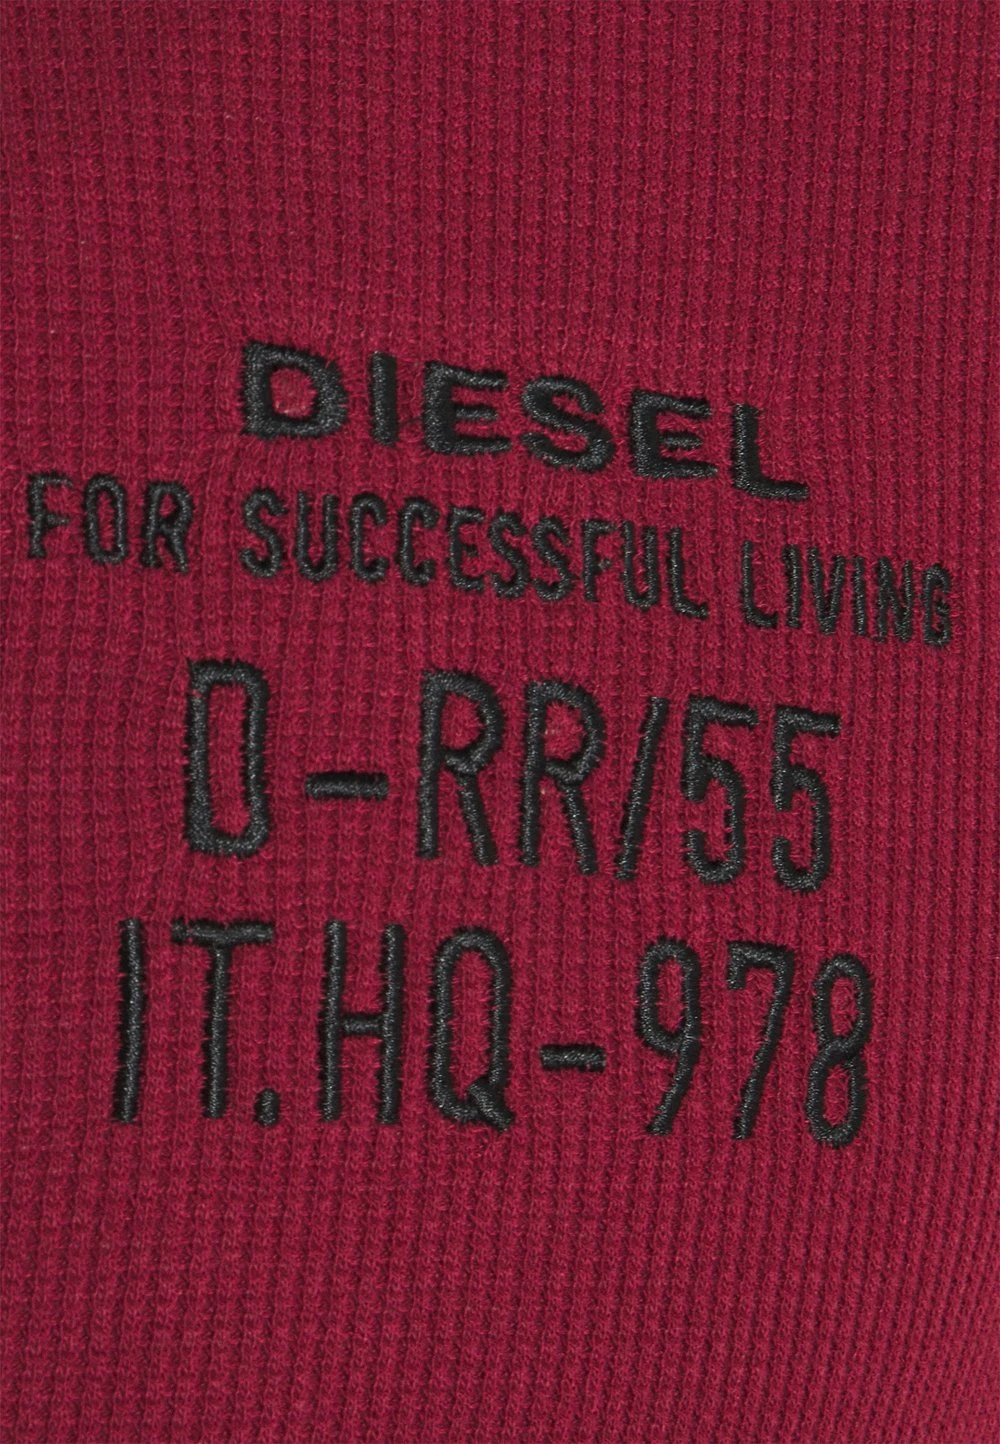 DIESEL
FOR SUCCESSFUL LIVING
D-RR/55
IT.HQ-978